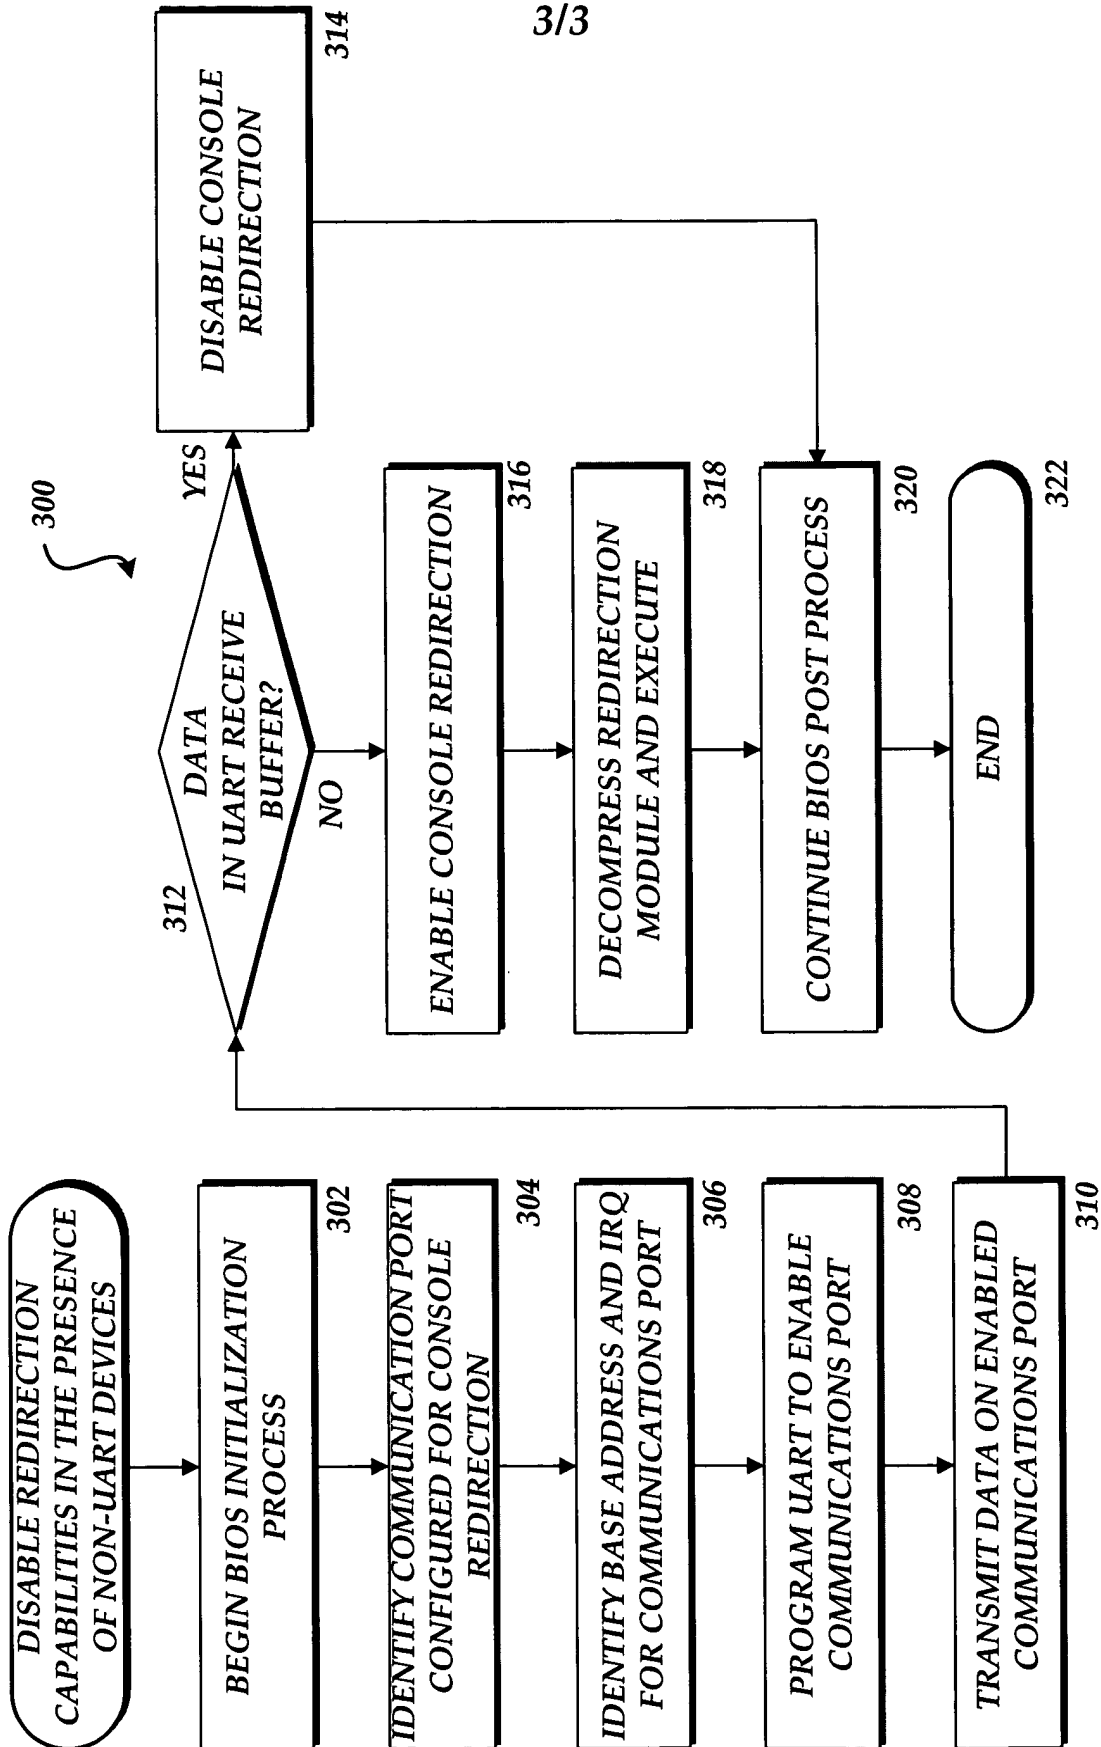 3/3
300
DISABLE REDIRECTION
CAPABILITIES IN THE PRESENCE
OF NON-UART DEVICES
BEGIN BIOS INITIALIZATION
PROCESS
302
IDENTIFY COMMUNICATION PORT
CONFIGURED FOR CONSOLE
REDIRECTION
304
IDENTIFY BASE ADDRESS AND IRQ
FOR COMMUNICATIONS PORT
306
PROGRAM UART TO ENABLE
COMMUNICATIONS PORT
308
TRANSMIT DATA ON ENABLED
COMMUNICATIONS PORT
310
312
DATA
IN UART RECEIVE
BUFFER?
YES
NO
DISABLE CONSOLE
REDIRECTION
314
ENABLE CONSOLE REDIRECTION
316
DECOMPRESS REDIRECTION
MODULE AND EXECUTE
318
CONTINUE BIOS POST PROCESS
320
END
322